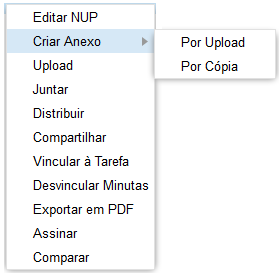 Editar NUP
Criar Anexo
Por Upload
Por Cópia
Upload
Juntar
Distribuir
Compartilhar
Vincular à Tarefa
Desvincular Minutas
Exportar em PDF
Assinar
Comparar